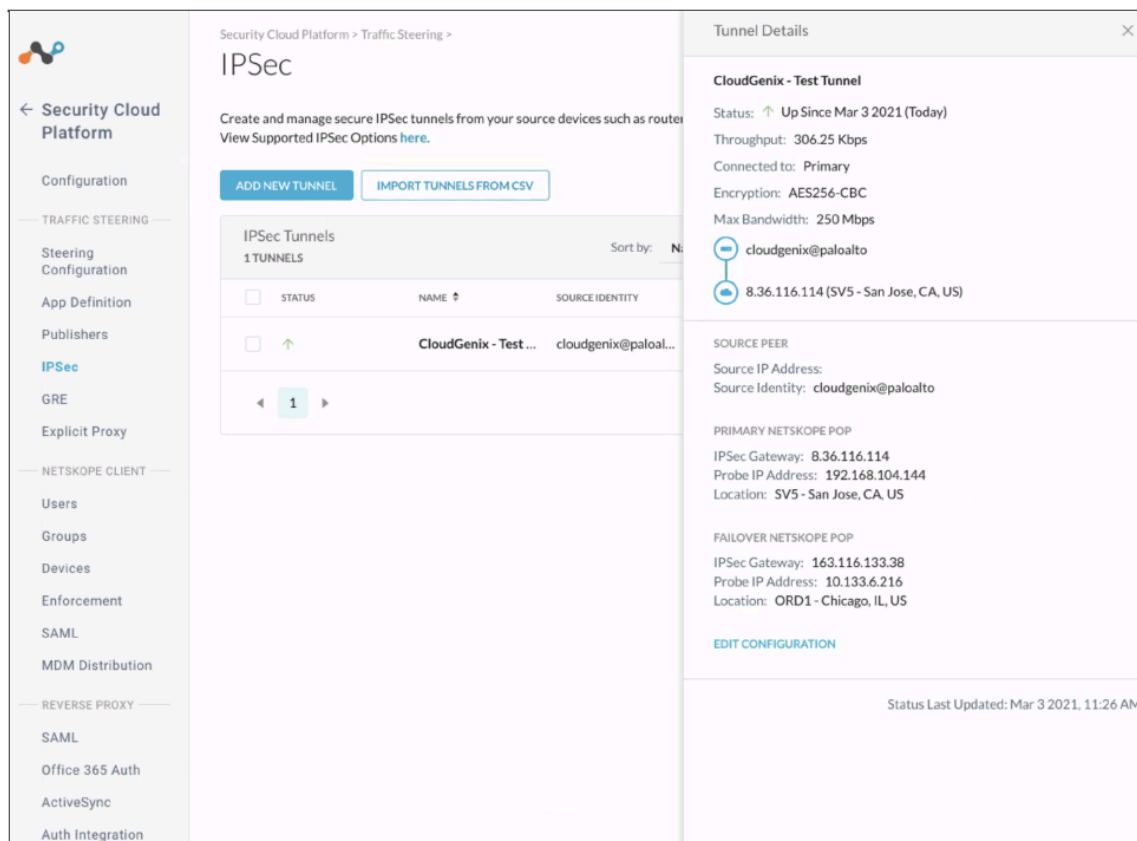 ← Security Cloud
Platform
Configuration
TRAFFIC STEERING
Steering
Configuration
App Definition
Publishers
IPSec
GRE
Explicit Proxy
NETSKOPE CLIENT
Users
Groups
Devices
Enforcement
SAML
MDM Distribution
REVERSE PROXY
SAML
Office 365 Auth
ActiveSync
Auth Integration
Security Cloud Platform > Traffic Steering >
IPSec
Create and manage secure IPSec tunnels from your source devices such as router
View Supported IPSec Options here.
ADD NEW TUNNEL IMPORT TUNNELS FROM CSV
IPSec Tunnels
1 TUNNELS
Sort by: N
STATUS NAME SOURCE IDENTITY
CloudGenix - Test ... cloudgenix@paloal...
1
Tunnel Details ×
CloudGenix - Test Tunnel
Status: ↑ Up Since Mar 3 2021 (Today)
Throughput: 306.25 Kbps
Connected to: Primary
Encryption: AES256-CBC
Max Bandwidth: 250 Mbps
cloudgenix@paloalto
8.36.116.114 (SV5 - San Jose, CA, US)
SOURCE PEER
Source IP Address:
Source Identity: cloudgenix@paloalto
PRIMARY NETSKOPE POP
IPSec Gateway: 8.36.116.114
Probe IP Address: 192.168.104.144
Location: SV5 - San Jose, CA, US
FAILOVER NETSKOPE POP
IPSec Gateway: 163.116.133.38
Probe IP Address: 10.133.6.216
Location: ORD1 - Chicago, IL, US
EDIT CONFIGURATION
Status Last Updated: Mar 3 2021, 11:26 AM